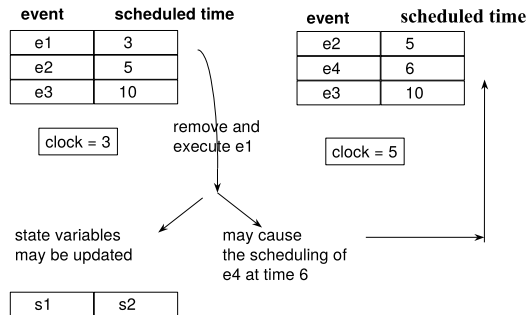 event scheduled time
e1 3
e2 5
e3 10
clock = 3
event scheduled time
e2 5
e4 6
e3 10
clock = 5
remove and
execute e1
state variables
may be updated
may cause
the scheduling of
e4 at time 6
s1 s2